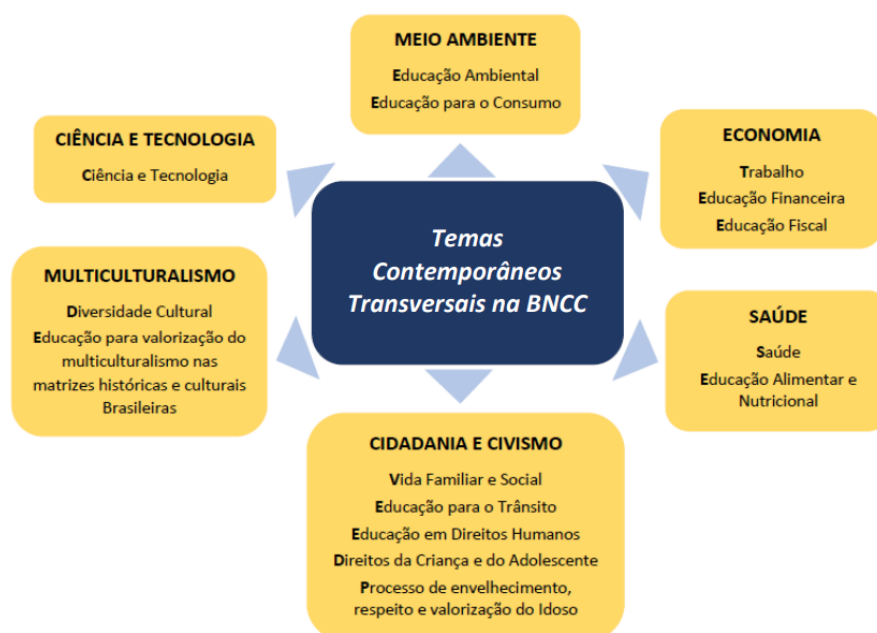 MEIO AMBIENTE
Educação Ambiental
Educação para o Consumo
CIÊNCIA E TECNOLOGIA
Ciência e Tecnologia
ECONOMIA
Trabalho
Educação Financeira
Educação Fiscal
Temas
Contemporâneos
Transversais na BNCC
MULTICULTURALISMO
Diversidade Cultural
Educação para valorização do
multiculturalismo nas
matrizes históricas e culturais
Brasileiras
SAÚDE
Saúde
Educação Alimentar e
Nutricional
CIDADANIA E CIVISMO
Vida Familiar e Social
Educação para o Trânsito
Educação em Direitos Humanos
Direitos da Criança e do Adolescente
Processo de envelhecimento,
respeito e valorização do Idoso